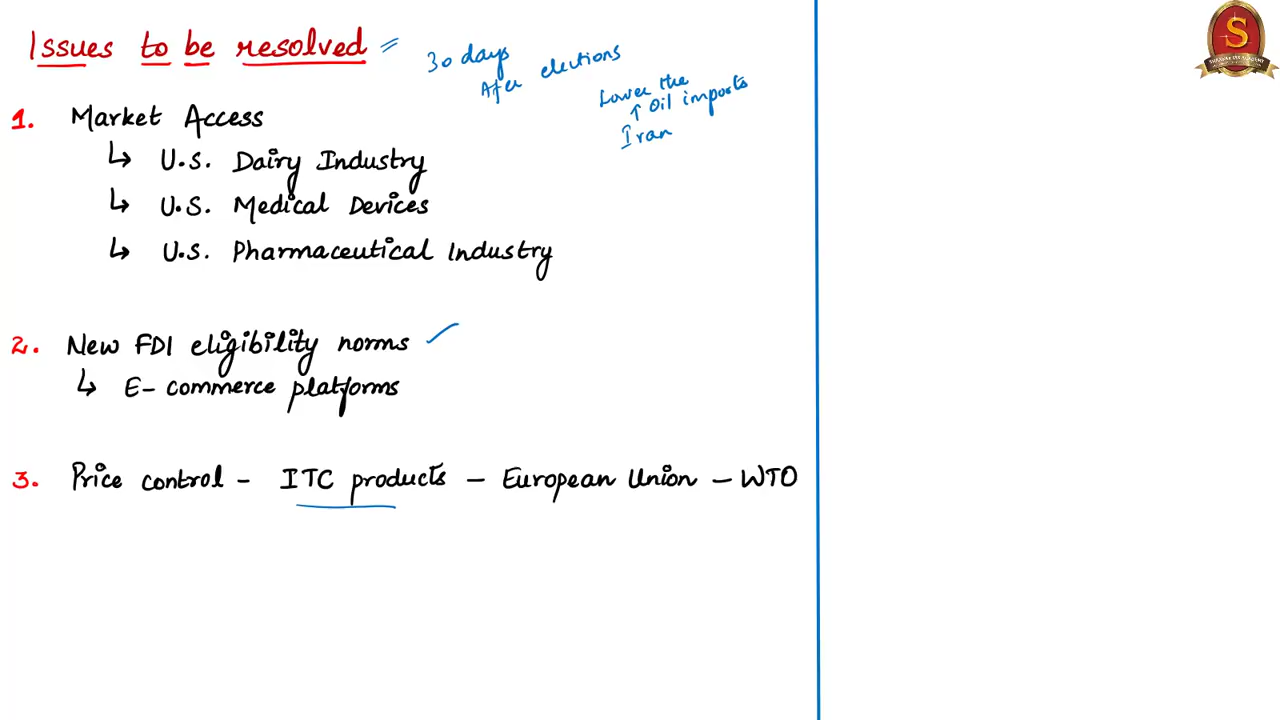 Issues to be resolved
30 days
After elections
Lower the
Oil imports
Iran
1. Market Access
U.S. Dairy Industry
U.S. Medical Devices
U.S. Pharmaceutical Industry
2. New FDI eligibility norms
E-commerce platforms
3. Price control - ITC products - European Union - WTO
S